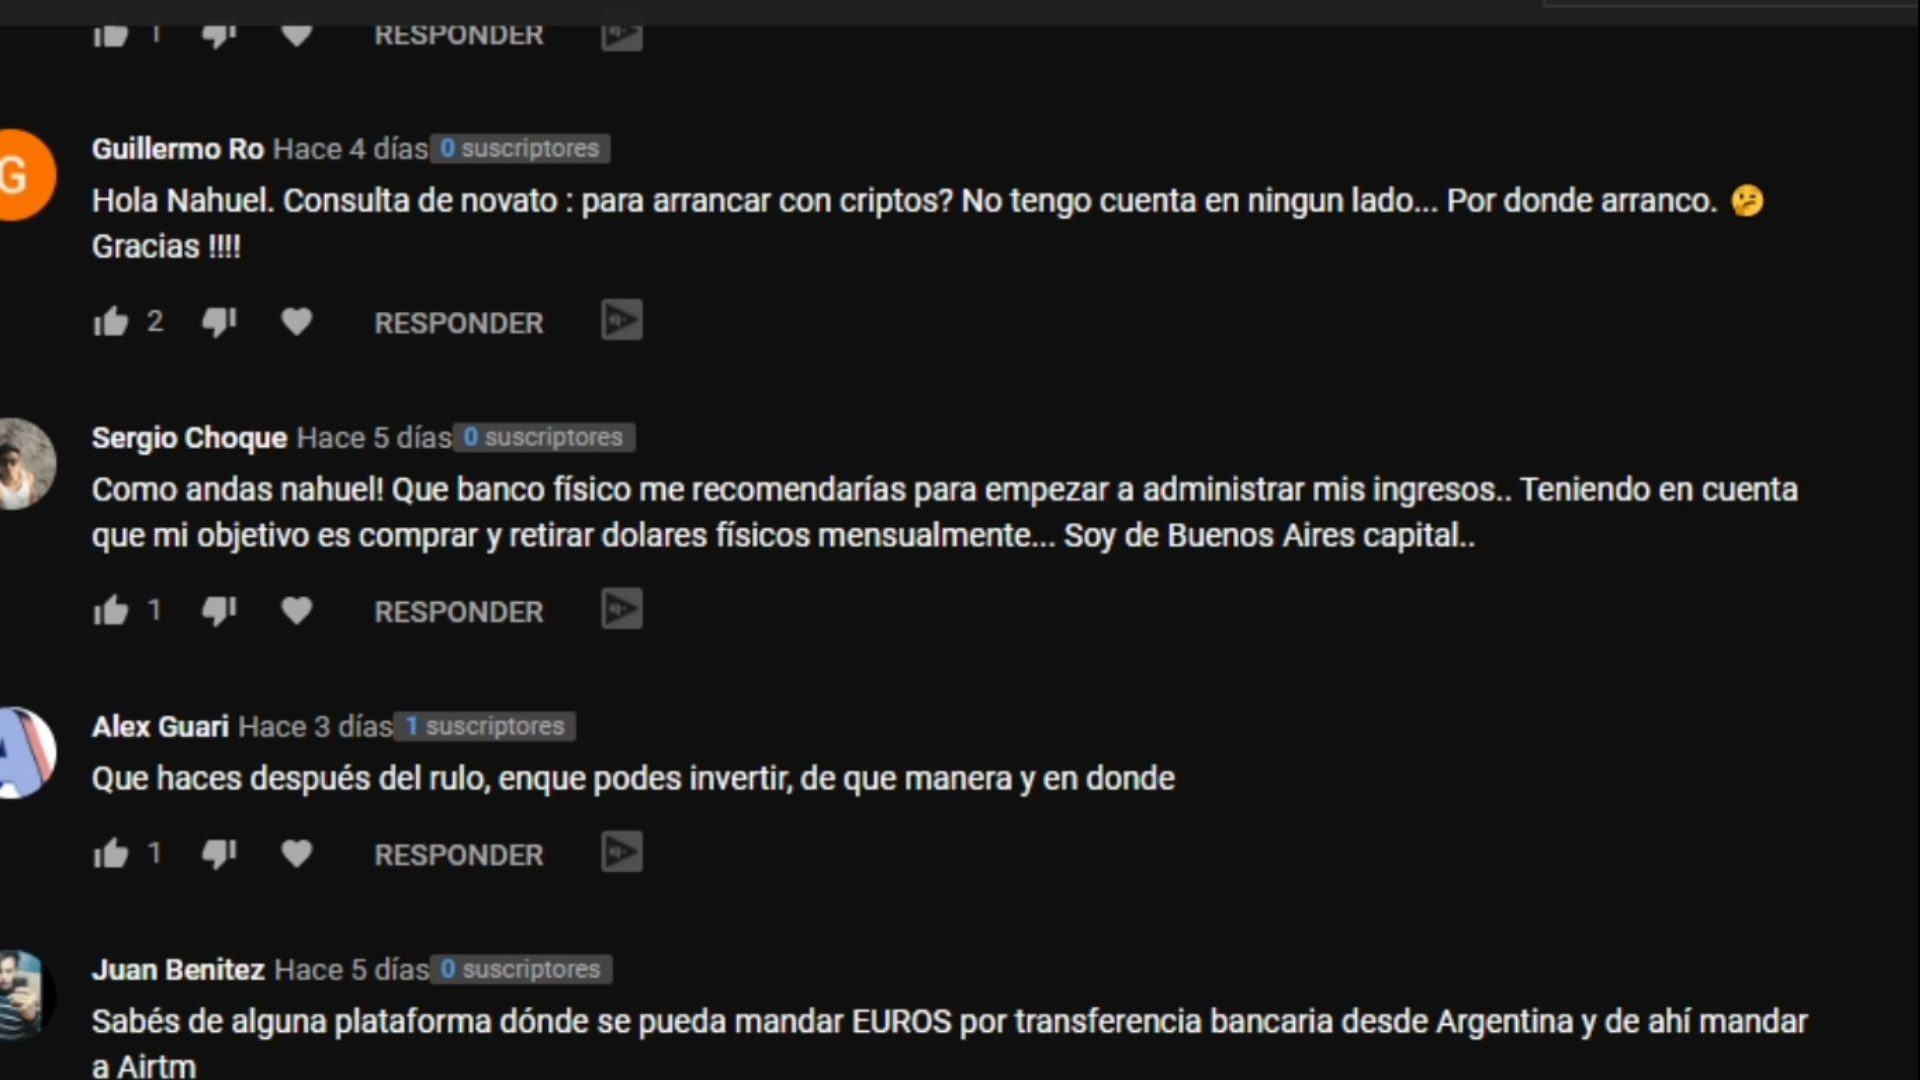 1 RESPONDER
G
Guillermo Ro Hace 4 días 0 suscriptores
Hola Nahuel. Consulta de novato : para arrancar con criptos? No tengo cuenta en ningun lado... Por donde arranco. 🤔
Gracias !!!!
2 RESPONDER
Sergio Choque Hace 5 días 0 suscriptores
Como andas nahuel! Que banco físico me recomendarías para empezar a administrar mis ingresos.. Teniendo en cuenta
que mi objetivo es comprar y retirar dolares físicos mensualmente... Soy de Buenos Aires capital..
1 RESPONDER
A
Alex Guari Hace 3 días 1 suscriptores
Que haces después del rulo, enque podes invertir, de que manera y en donde
1 RESPONDER
Juan Benitez Hace 5 días 0 suscriptores
Sabés de alguna plataforma dónde se pueda mandar EUROS por transferencia bancaria desde Argentina y de ahí mandar
a Airtm